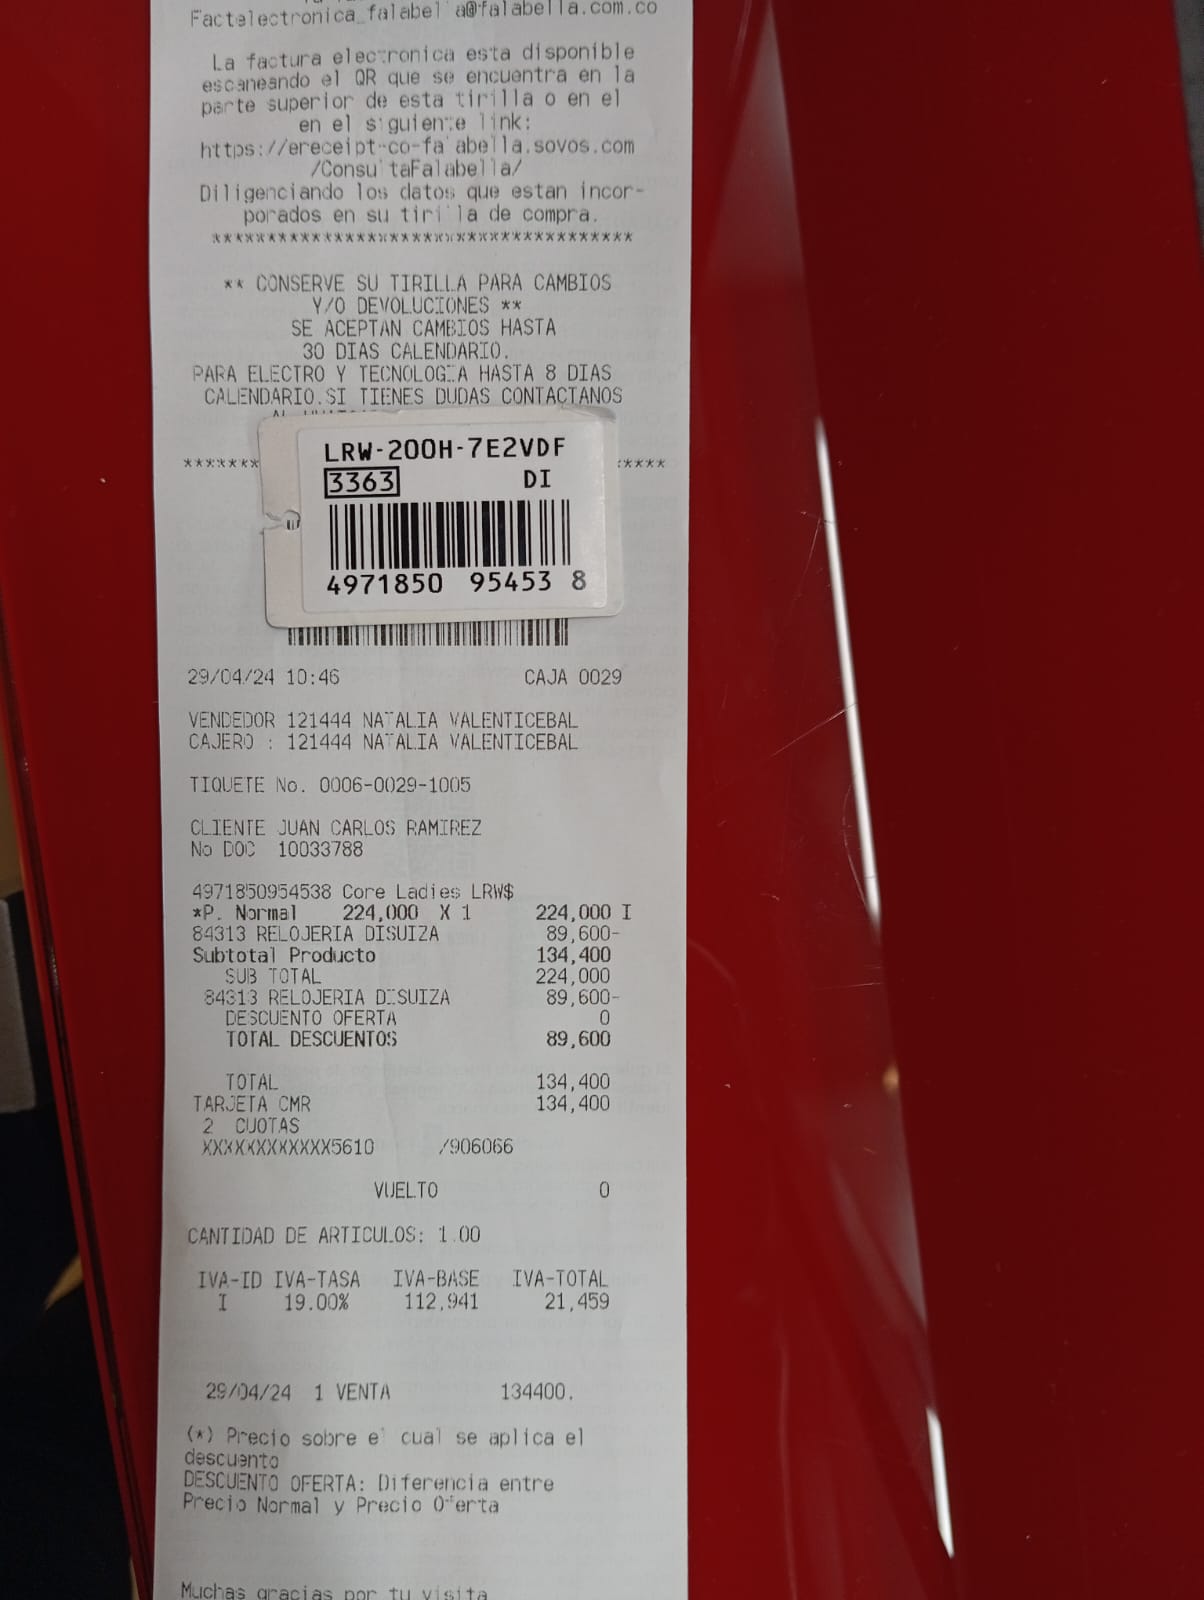 Factelectronica_falabella@falabella.com.co
La factura electronica esta disponible
escaneando el QR que se encuentra en la
parte superior de esta tirilla o en el
en el siguiente link:
https://ereceipt-co-falabella.sovos.com
/ConsultaFalabella/
Diligenciando los datos que estan incor-
porados en su tirilla de compra.
***************************************
** CONSERVE SU TIRILLA PARA CAMBIOS
Y/O DEVOLUCIONES **
SE ACEPTAN CAMBIOS HASTA
30 DIAS CALENDARIO.
PARA ELECTRO Y TECNOLOGIA HASTA 8 DIAS
CALENDARIO.SI TIENES DUDAS CONTACTANOS
******* *****
LRW-200H-7E2VDF
3363 DI
4971850 95453 8
29/04/24 10:46 CAJA 0029
VENDEDOR 121444 NATALIA VALENTICEBAL
CAJERO : 121444 NATALIA VALENTICEBAL
TIQUETE No. 0006-0029-1005
CLIENTE JUAN CARLOS RAMIREZ
No DOC 10033788
4971850954538 Core Ladies LRW$
*P. Normal 224,000 X 1 224,000 I
84313 RELOJERIA DISUIZA 89,600-
Subtotal Producto 134,400
SUB TOTAL 224,000
84313 RELOJERIA DISUIZA 89,600-
DESCUENTO OFERTA 0
TOTAL DESCUENTOS 89,600
TOTAL 134,400
TARJETA CMR 134,400
2 CUOTAS
XXXXXXXXXXXX5610 /906066
VUELTO 0
CANTIDAD DE ARTICULOS: 1.00
IVA-ID IVA-TASA IVA-BASE IVA-TOTAL
I 19.00% 112,941 21,459
29/04/24 1 VENTA 134400.
(*) Precio sobre el cual se aplica el
descuento
DESCUENTO OFERTA: Diferencia entre
Precio Normal y Precio Oferta
Muchas gracias por tu visita